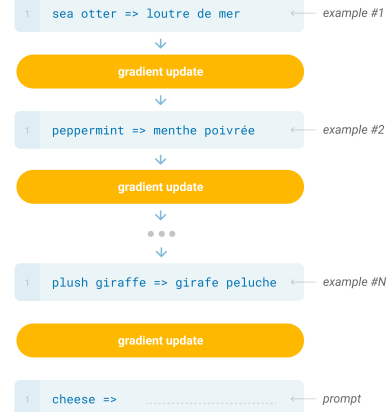 1 sea otter => loutre de mer ← example #1
gradient update
1 peppermint => menthe poivrée ← example #2
gradient update
1 plush giraffe => girafe peluche ← example #N
gradient update
1 cheese => ........................ ← prompt